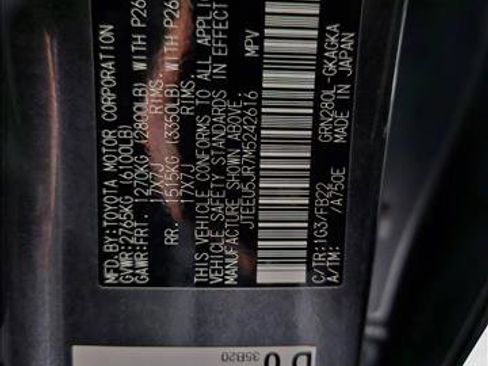 MFD. BY: TOYOTA MOTOR CORPORATION
GVWR: 2765KG (6100LB)
GAWR: FRT. 1270KG (2800LB) WITH P26
17X7J RIMS.
RR. 1515KG (3350LB) WITH P26
17X7J RIMS.
THIS VEHICLE CONFORMS TO ALL APPLICA
VEHICLE SAFETY STANDARDS IN EFFECT
MANUFACTURE SHOWN ABOVE.
JTEEU5JR7M5242616 MPV
C/TR: 1G3/FB22 GRN280L-GKAGKA
A/TM: /A750E MADE IN JAPAN
35B20